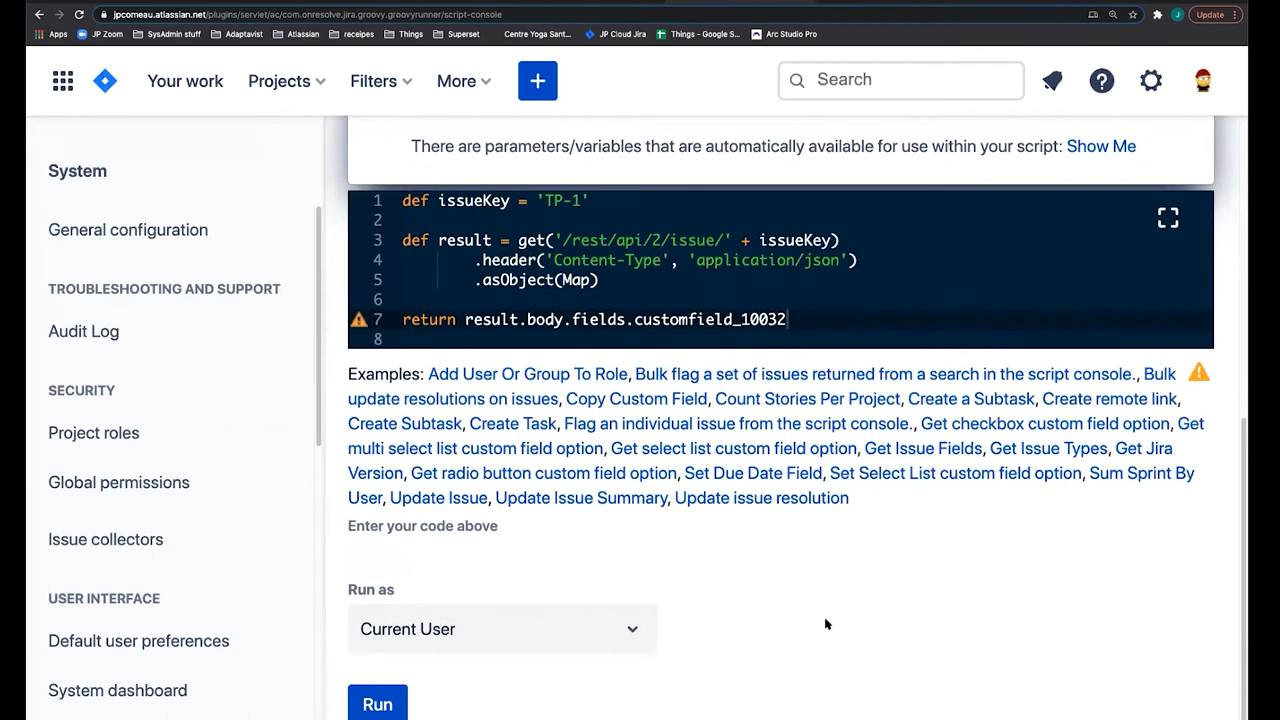 jpcomeau.atlassian.net/plugins/servlet/ac/com.onresolve.jira.groovy.groovyrunner/script-console
J
Update
Apps
JP Zoom
SysAdmin stuff
Adaptavist
Atlassian
receipes
Things
Superset
Centre Yoga Sant...
JP Cloud Jira
Things - Google S...
Arc Studio Pro
Your work
Projects
Filters
More
Search
System
General configuration
TROUBLESHOOTING AND SUPPORT
Audit Log
SECURITY
Project roles
Global permissions
Issue collectors
USER INTERFACE
Default user preferences
System dashboard
There are parameters/variables that are automatically available for use within your script: Show Me
1 def issueKey = 'TP-1'
2
3 def result = get('/rest/api/2/issue/' + issueKey)
4 .header('Content-Type', 'application/json')
5 .asObject(Map)
6
7 return result.body.fields.customfield_10032
8
Examples: Add User Or Group To Role, Bulk flag a set of issues returned from a search in the script console., Bulk
update resolutions on issues, Copy Custom Field, Count Stories Per Project, Create a Subtask, Create remote link,
Create Subtask, Create Task, Flag an individual issue from the script console., Get checkbox custom field option, Get
multi select list custom field option, Get select list custom field option, Get Issue Fields, Get Issue Types, Get Jira
Version, Get radio button custom field option, Set Due Date Field, Set Select List custom field option, Sum Sprint By
User, Update Issue, Update Issue Summary, Update issue resolution
Enter your code above
Run as
Current User
Run